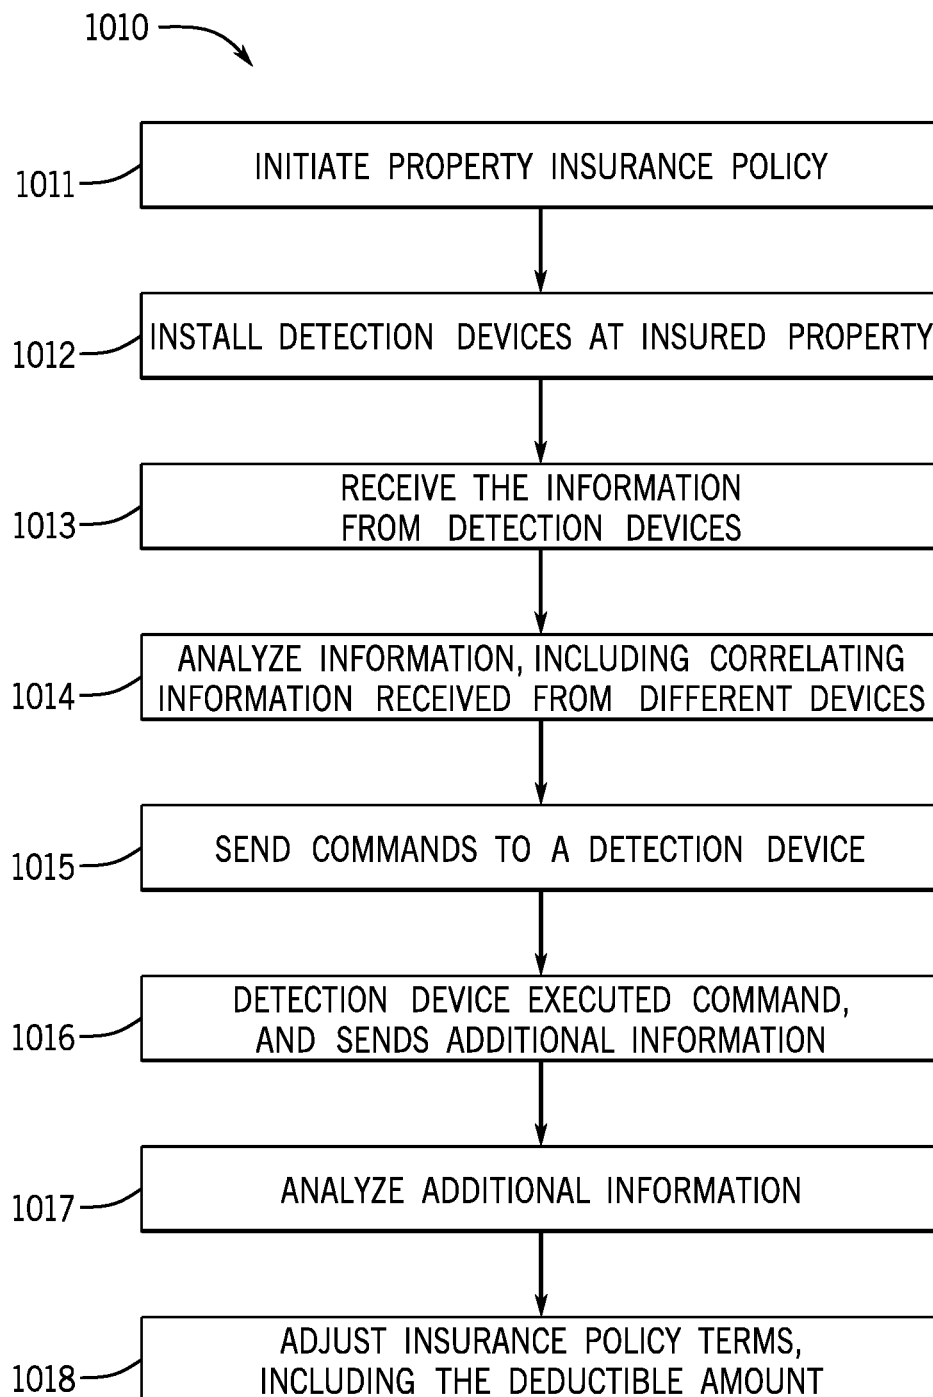 1010
1011
INITIATE PROPERTY INSURANCE POLICY
1012
INSTALL DETECTION DEVICES AT INSURED PROPERTY
1013
RECEIVE THE INFORMATION
FROM DETECTION DEVICES
1014
ANALYZE INFORMATION, INCLUDING CORRELATING
INFORMATION RECEIVED FROM DIFFERENT DEVICES
1015
SEND COMMANDS TO A DETECTION DEVICE
1016
DETECTION DEVICE EXECUTED COMMAND,
AND SENDS ADDITIONAL INFORMATION
1017
ANALYZE ADDITIONAL INFORMATION
1018
ADJUST INSURANCE POLICY TERMS,
INCLUDING THE DEDUCTIBLE AMOUNT